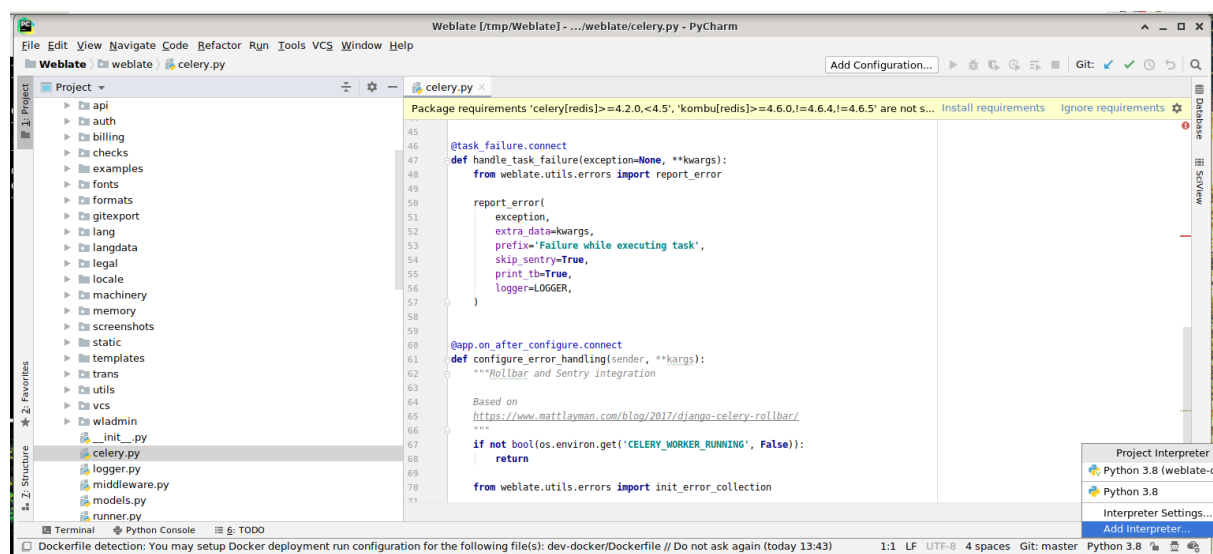 Weblate [/tmp/Weblate] - .../weblate/celery.py - PyCharm
File Edit View Navigate Code Refactor Run Tools VCS Window Help
Weblate weblate celery.py Add Configuration... Git:
1: Project
Project
celery.py
Package requirements 'celery[redis]>=4.2.0,<4.5', 'kombu[redis]>=4.6.0,!=4.6.4,!=4.6.5' are not s... Install requirements Ignore requirements
api
auth
billing
checks
examples
fonts
formats
gitexport
lang
langdata
legal
locale
machinery
memory
screenshots
static
templates
trans
utils
vcs
wladmin
__init__.py
celery.py
logger.py
middleware.py
models.py
runner.py
2: Favorites
7: Structure
45
46 @task_failure.connect
47 def handle_task_failure(exception=None, **kwargs):
48 from weblate.utils.errors import report_error
49
50 report_error(
51 exception,
52 extra_data=kwargs,
53 prefix='Failure while executing task',
54 skip_sentry=True,
55 print_tb=True,
56 logger=LOGGER,
57 )
58
59
60 @app.on_after_configure.connect
61 def configure_error_handling(sender, **kargs):
62 """Rollbar and Sentry integration
63
64 Based on
65 https://www.mattlayman.com/blog/2017/django-celery-rollbar/
66 """
67 if not bool(os.environ.get('CELERY_WORKER_RUNNING', False)):
68 return
69
70 from weblate.utils.errors import init_error_collection
71
Database
SciView
Project Interpreter
Python 3.8 (weblate-
Python 3.8
Interpreter Settings...
Add Interpreter...
Terminal Python Console 6: TODO
Dockerfile detection: You may setup Docker deployment run configuration for the following file(s): dev-docker/Dockerfile // Do not ask again (today 13:43) 1:1 LF UTF-8 4 spaces Git: master Python 3.8